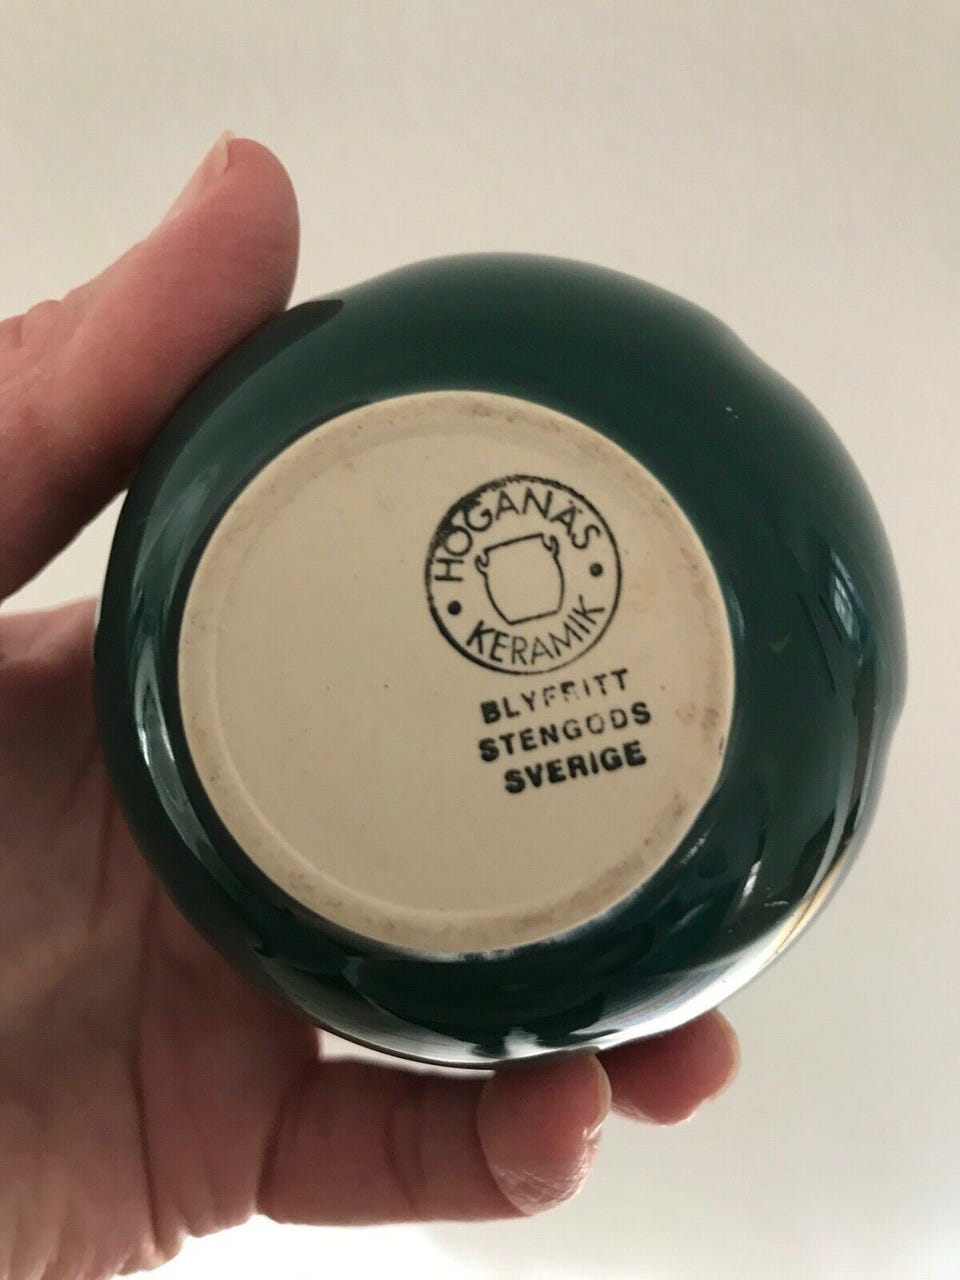 HÖGANÄS
KERAMIK
BLYFRITT
STENGODS
SVERIGE